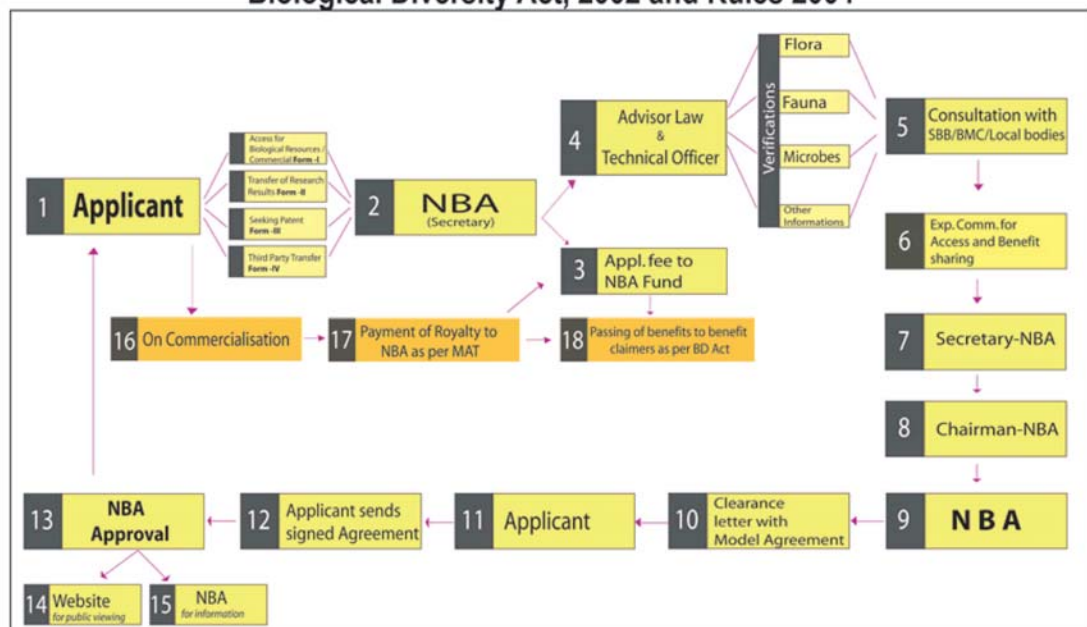 Biological Diversity Act, 2002 and Rules 2004
1
Applicant
Access for
Biological Resources /
Commercial Form -I
Transfer of Research
Results Form -II
Seeking Patent
Form -III
Third Party Transfer
Form -IV
2
NBA
(Secretary)
3
Appl. fee to
NBA Fund
4
Advisor Law
&
Technical Officer
Verifications
Flora
Fauna
Microbes
Other
Informations
5
Consultation with
SBB/BMC/Local bodies
6
Exp. Comm. for
Access and Benefit
sharing
7
Secretary-NBA
8
Chairman-NBA
9
NBA
10
Clearance
letter with
Model Agreement
11
Applicant
12
Applicant sends
signed Agreement
13
NBA
Approval
14
Website
for public viewing
15
NBA
for information
16
On Commercialisation
17
Payment of Royalty to
NBA as per MAT
18
Passing of benefits to benefit
claimers as per BD Act